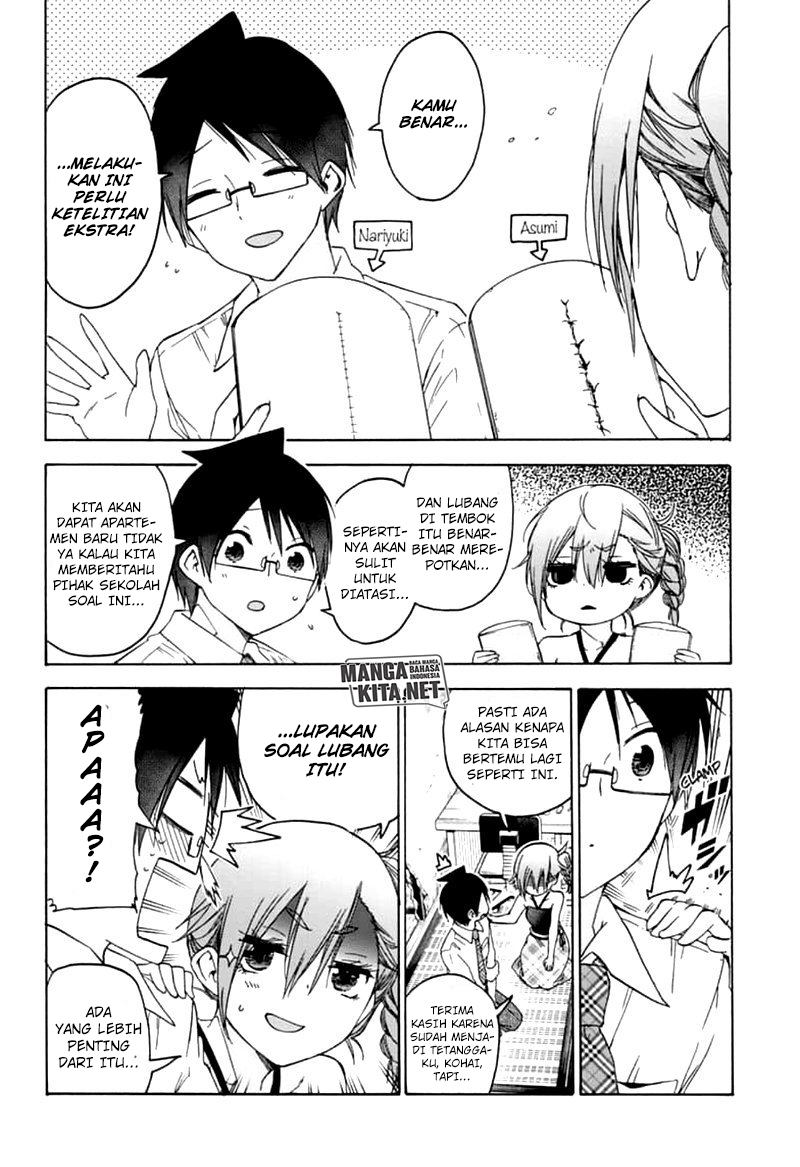 KAMU
BENAR...
...MELAKU-
KAN INI
PERLU
KETELITIAN
EKSTRA!
Asumi
Nariyuki
DAN LUBANG
DI TEMBOK
ITU BENAR-
BENAR MERE-
POTKAN...
SEPERTI-
NYA AKAN
SULIT
UNTUK
DIATASI...
KITA AKAN
DAPAT APARTE-
MEN BARU TIDAK
YA KALAU KITA
MEMBERITAHU
PIHAK SEKOLAH
SOAL INI...
MANGA
KITA.NET
BACA MANGA
BAHASA
INDONESIA
CLAMP
ガッ
PASTI ADA
ALASAN KENAPA
KITA BISA
BERTEMU LAGI
SEPERTI INI.
TERIMA
KASIH KARENA
SUDAH MENJA-
DI TETANGGA-
KU, KOHAI,
TAPI...
...LUPAKAN
SOAL LUBANG
ITU!
APAAA?!
ADA
YANG LEBIH
PENTING
DARI ITU...